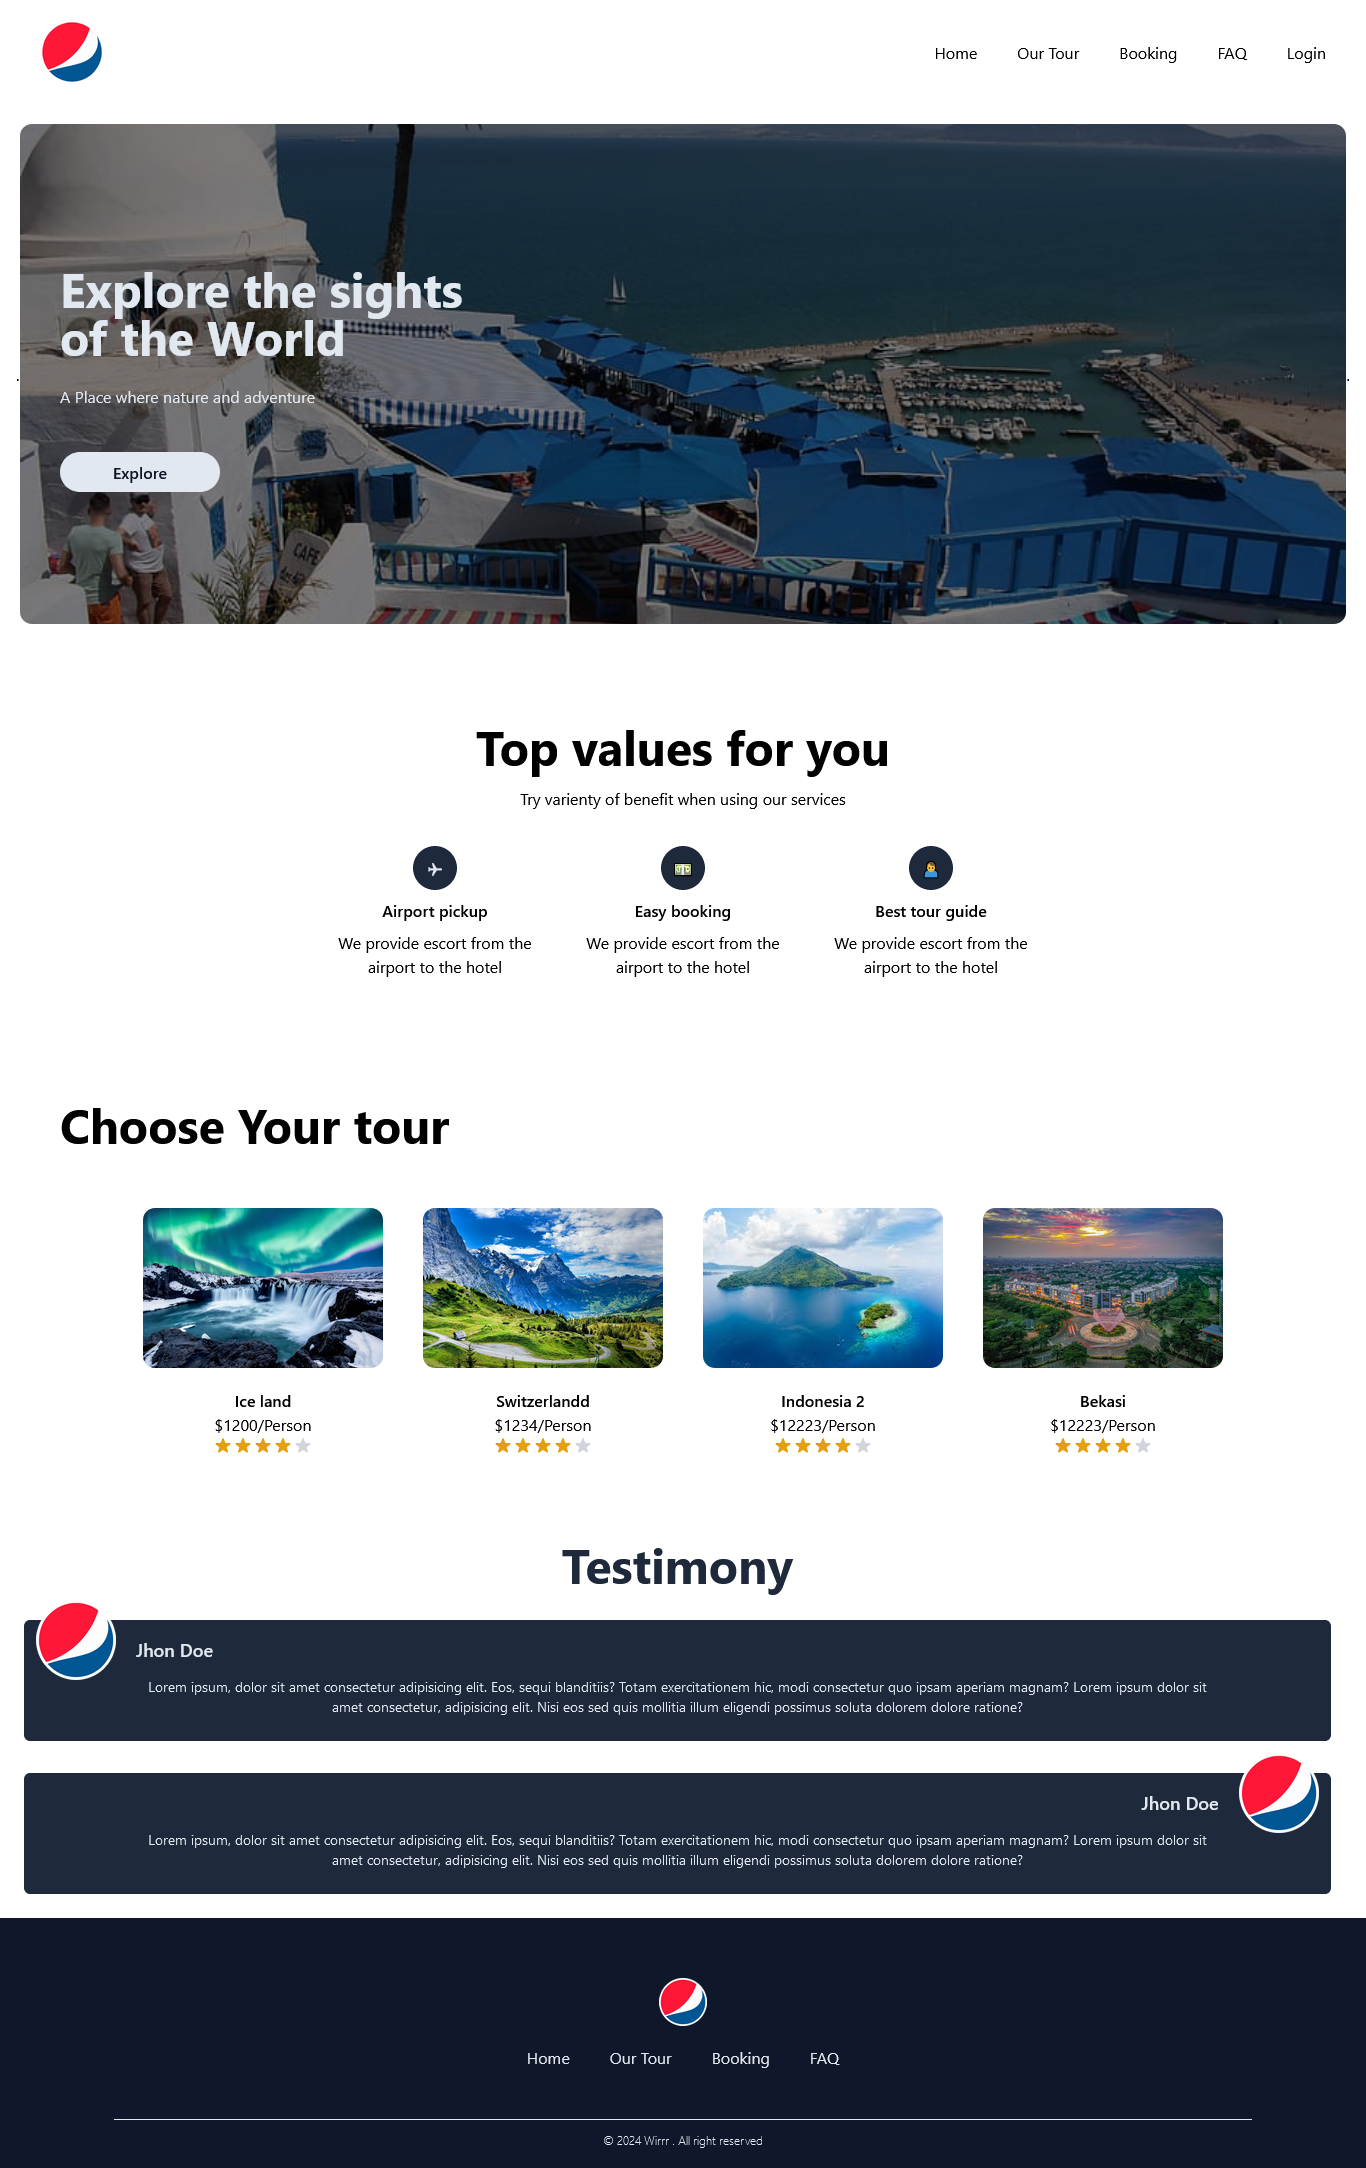 Home Our Tour Booking FAQ Login
Explore the sights
of the World
A Place where nature and adventure
Explore
CAFE
Top values for you
Try varienty of benefit when using our services
Airport pickup
We provide escort from the
airport to the hotel
Easy booking
We provide escort from the
airport to the hotel
Best tour guide
We provide escort from the
airport to the hotel
Choose Your tour
Ice land
$1200/Person
Switzerlandd
$1234/Person
Indonesia 2
$12223/Person
Bekasi
$12223/Person
Testimony
Jhon Doe
Lorem ipsum, dolor sit amet consectetur adipisicing elit. Eos, sequi blanditiis? Totam exercitationem hic, modi consectetur quo ipsam aperiam magnam? Lorem ipsum dolor sit
amet consectetur, adipisicing elit. Nisi eos sed quis mollitia illum eligendi possimus soluta dolorem dolore ratione?
Jhon Doe
Lorem ipsum, dolor sit amet consectetur adipisicing elit. Eos, sequi blanditiis? Totam exercitationem hic, modi consectetur quo ipsam aperiam magnam? Lorem ipsum dolor sit
amet consectetur, adipisicing elit. Nisi eos sed quis mollitia illum eligendi possimus soluta dolorem dolore ratione?
Home Our Tour Booking FAQ
© 2024 Wirrr . All right reserved